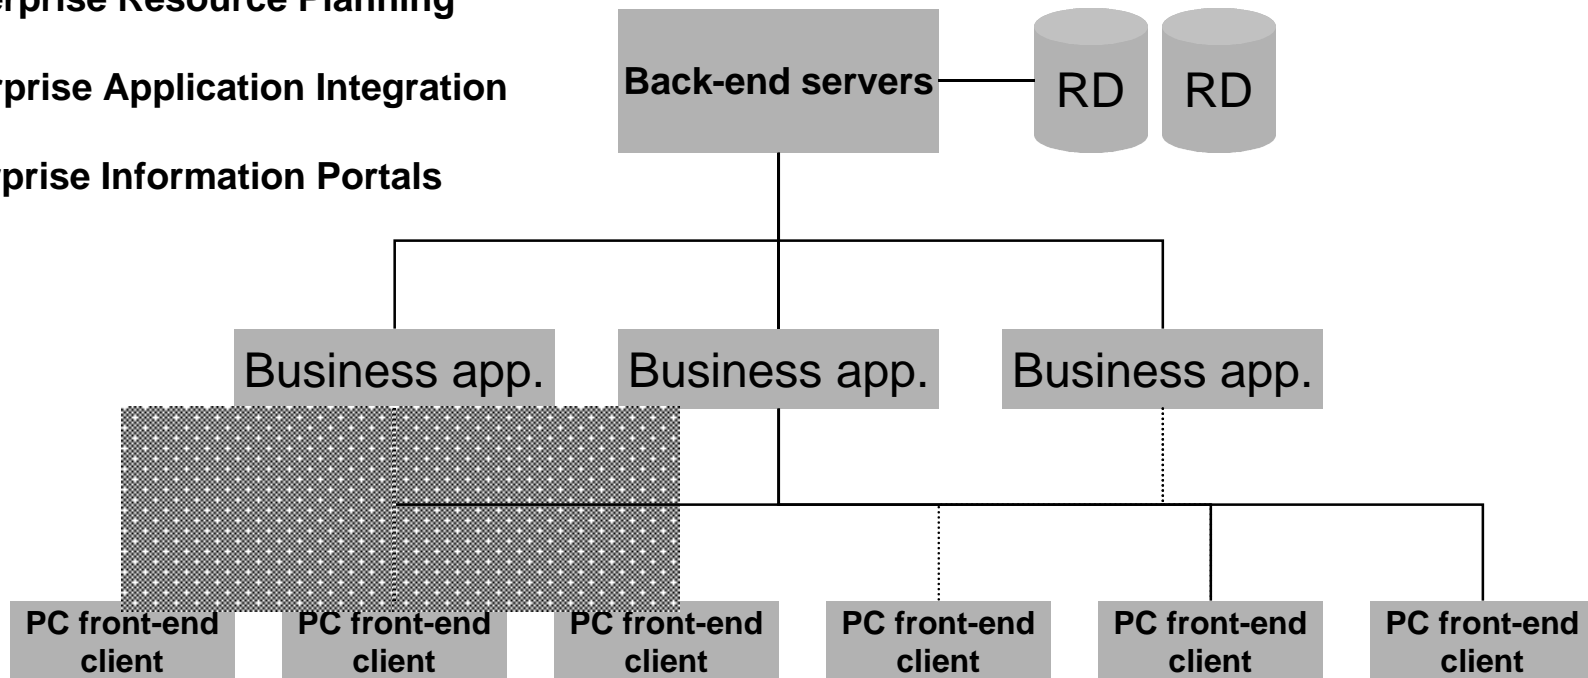 erprise Resource Planning
rprise Application Integration
rprise Information Portals
Back-end servers
RD
RD
Business app.
Business app.
Business app.
PC front-end
client
PC front-end
client
PC front-end
client
PC front-end
client
PC front-end
client
PC front-end
client